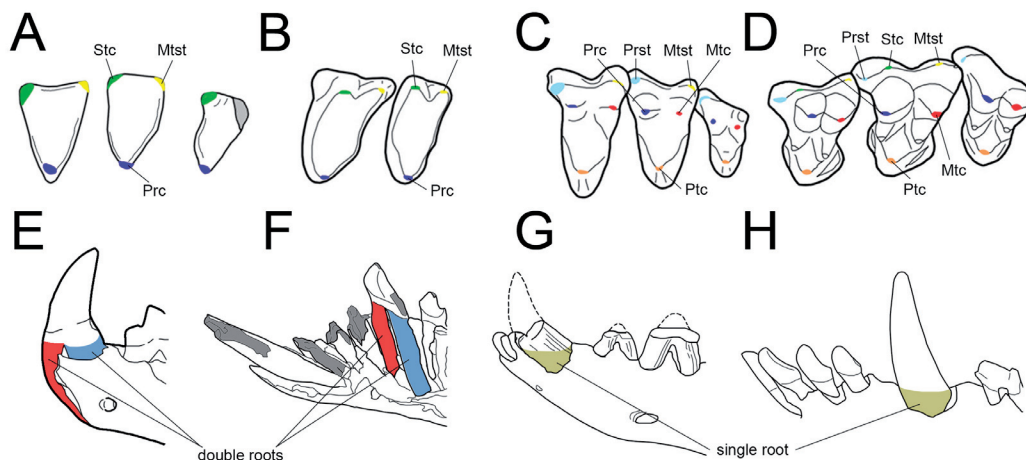 A
Stc
Mtst
Prc
B
Stc
Mtst
Prc
C
Prc
Prst
Mtst
Mtc
Ptc
D
Prc
Prst
Stc
Mtst
Mtc
Ptc
E
F
double roots
G
H
single root